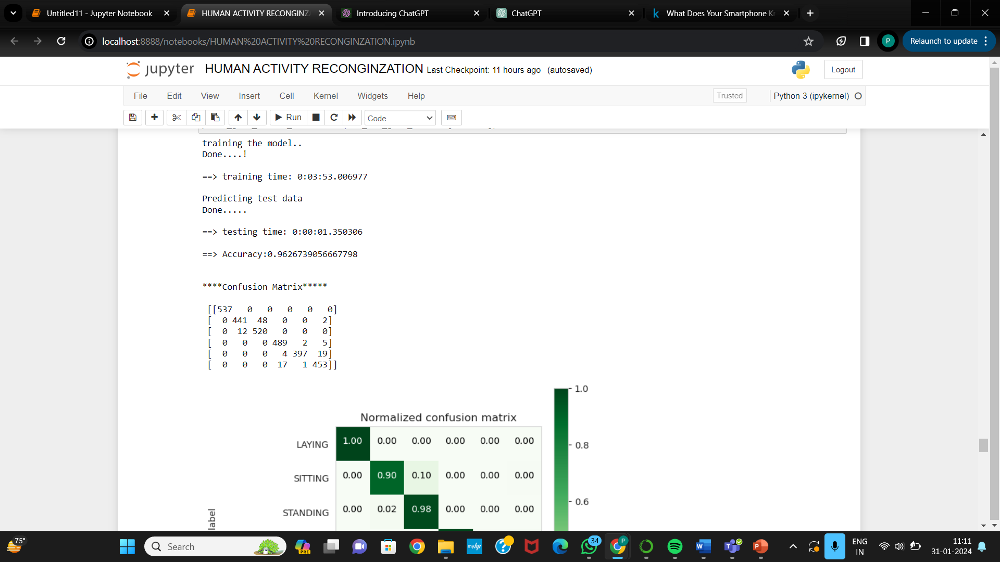 Untitled11 - Jupyter Notebook
HUMAN ACTIVITY RECONGINZA
Introducing ChatGPT
ChatGPT
What Does Your Smartphone Kn
localhost:8888/notebooks/HUMAN%20ACTIVITY%20RECONGINZATION.ipynb
P
Relaunch to update
jupyter HUMAN ACTIVITY RECONGINZATION Last Checkpoint: 11 hours ago (autosaved)
Logout
File Edit View Insert Cell Kernel Widgets Help
Trusted
Python 3 (ipykernel)
Run
Code
training the model..
Done....!
==> training time: 0:03:53.006977
Predicting test data
Done.....
==> testing time: 0:00:01.350306
==> Accuracy:0.9626739056667798
****Confusion Matrix*****
[[537 0 0 0 0 0]
[ 0 441 48 0 0 2]
[ 0 12 520 0 0 0]
[ 0 0 0 489 2 5]
[ 0 0 0 4 397 19]
[ 0 0 0 17 1 453]]
Normalized confusion matrix
LAYING 1.00 0.00 0.00 0.00 0.00 0.00
SITTING 0.00 0.90 0.10 0.00 0.00 0.00
STANDING 0.00 0.02 0.98 0.00 0.00 0.00
label
1.0
0.8
0.6
75°
Search
PRE
myhp
34
P
ENG
IN
11:11
31-01-2024